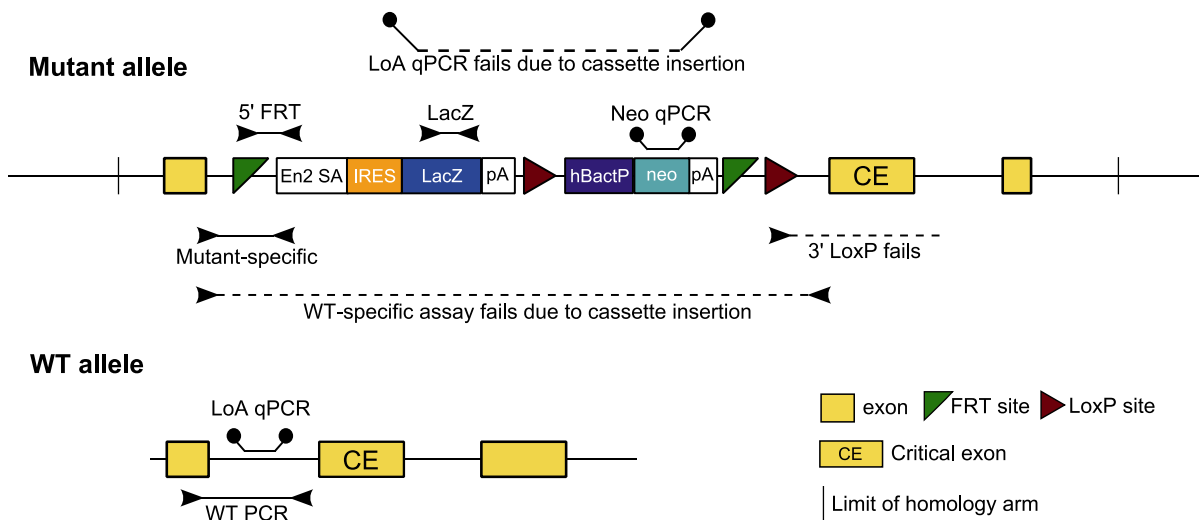 LoA qPCR fails due to cassette insertion
Mutant allele
5' FRT
LacZ
Neo qPCR
En2 SA
IRES
LacZ
pA
hBactP
neo
pA
CE
Mutant-specific
3' LoxP fails
WT-specific assay fails due to cassette insertion
WT allele
LoA qPCR
CE
WT PCR
exon
FRT site
LoxP site
CE
Critical exon
Limit of homology arm